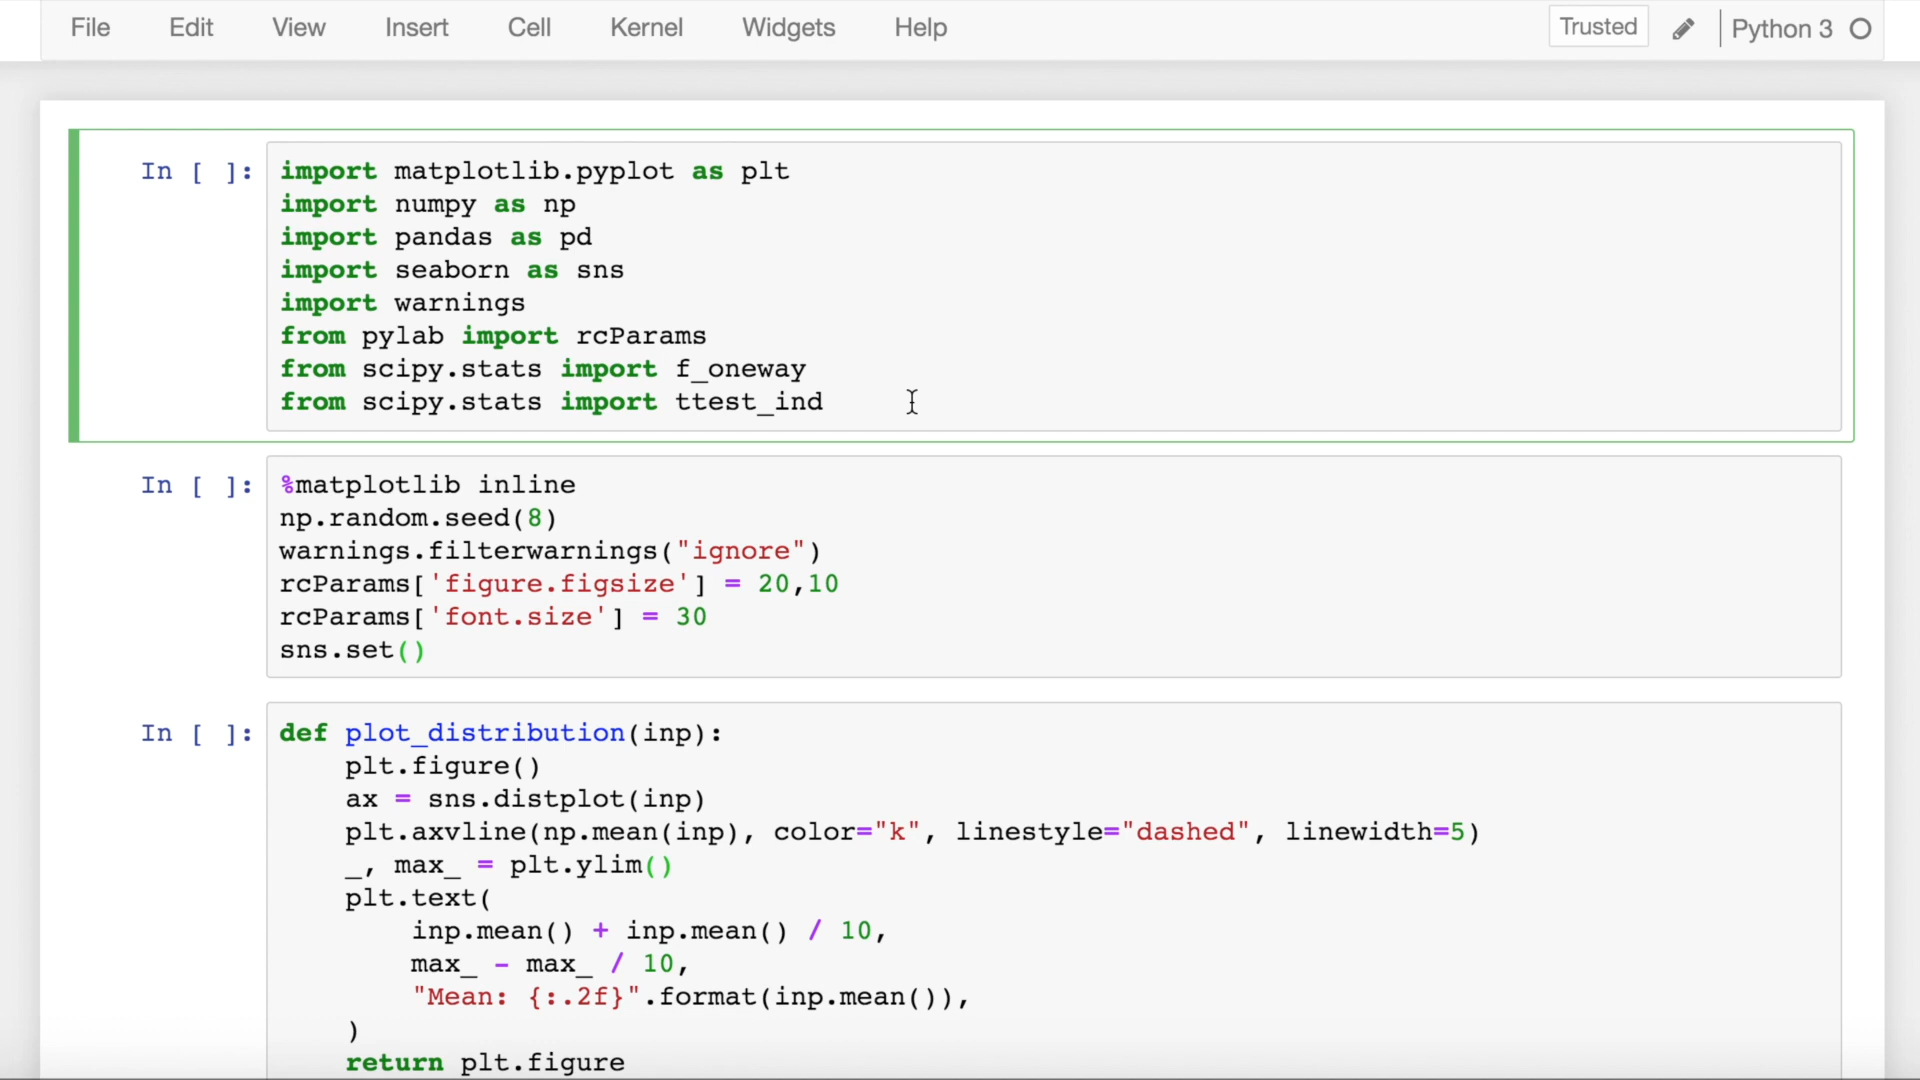 File Edit View Insert Cell Kernel Widgets Help Trusted Python 3
In [ ]: import matplotlib.pyplot as plt
import numpy as np
import pandas as pd
import seaborn as sns
import warnings
from pylab import rcParams
from scipy.stats import f_oneway
from scipy.stats import ttest_ind
In [ ]: %matplotlib inline
np.random.seed(8)
warnings.filterwarnings("ignore")
rcParams['figure.figsize'] = 20,10
rcParams['font.size'] = 30
sns.set()
In [ ]: def plot_distribution(inp):
    plt.figure()
    ax = sns.distplot(inp)
    plt.axvline(np.mean(inp), color="k", linestyle="dashed", linewidth=5)
    _, max_ = plt.ylim()
    plt.text(
        inp.mean() + inp.mean() / 10,
        max_ - max_ / 10,
        "Mean: {:.2f}".format(inp.mean()),
    )
    return plt.figure